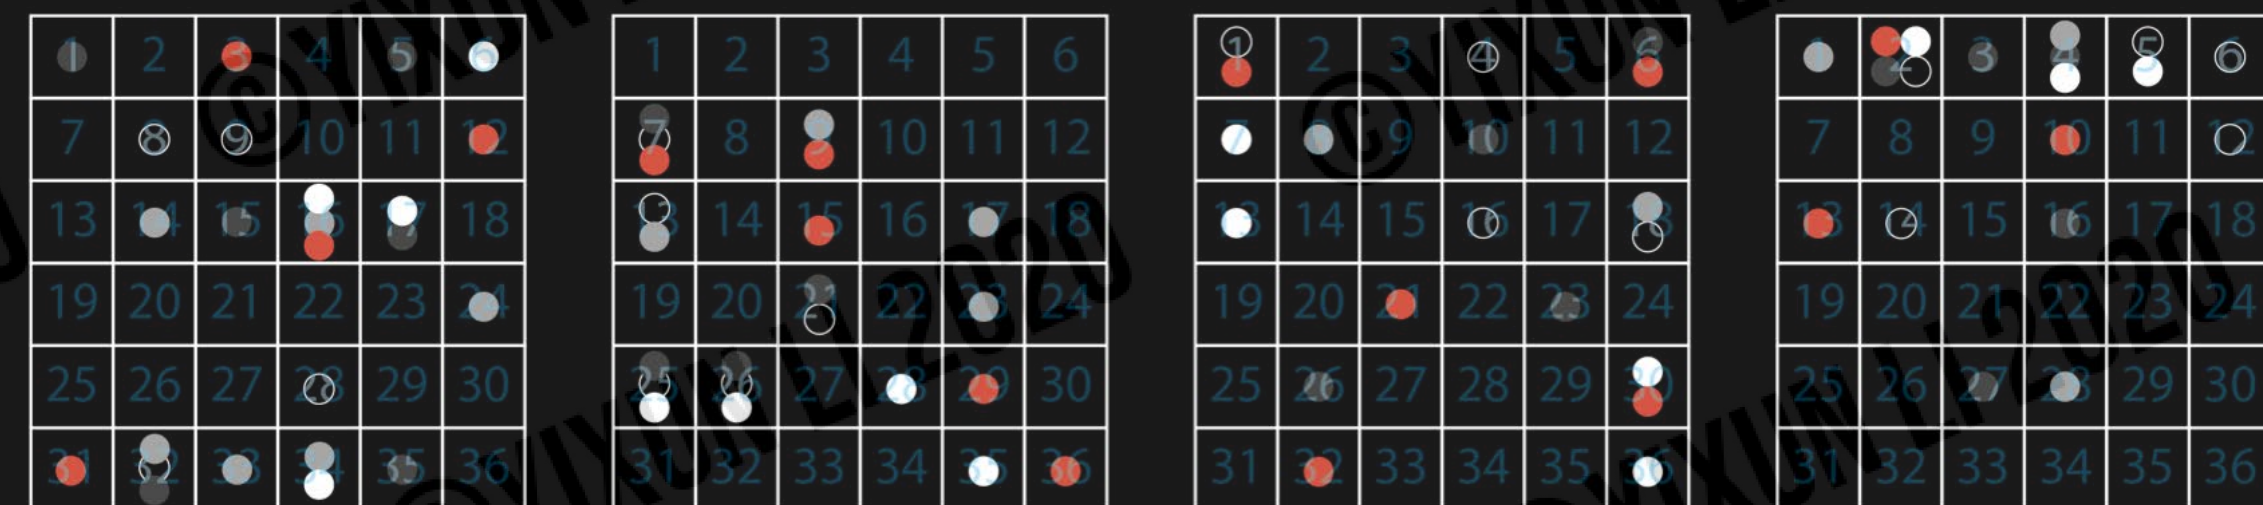 1 2 3 4 5 6 1 2 3 4 5 6 1 2 3 4 5 6 1 2 3 4 5 6
7 8 9 10 11 12 7 8 9 10 11 12 7 8 9 10 11 12 7 8 9 10 11 12
13 14 15 16 17 18 13 14 15 16 17 18 13 14 15 16 17 18 13 14 15 16 17 18
19 20 21 22 23 24 19 20 21 22 23 24 19 20 21 22 23 24 19 20 21 22 23 24
25 26 27 28 29 30 25 26 27 28 29 30 25 26 27 28 29 30 25 26 27 28 29 30
31 32 33 34 35 36 31 32 33 34 35 36 31 32 33 34 35 36 31 32 33 34 35 36
©YIXUN LI 2020
©YIXUN LI 2020
©YIXUN LI 2020